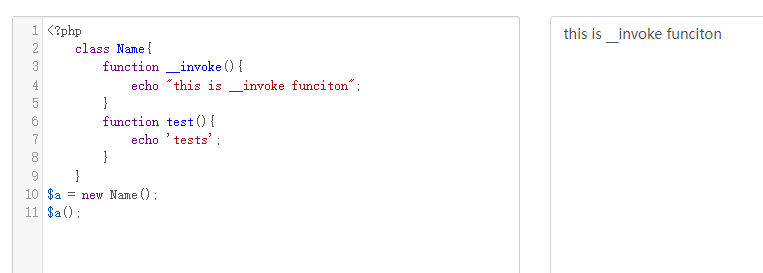 1 <?php
2 class Name{
3 function __invoke(){
4 echo "this is __invoke funciton";
5 }
6 function test(){
7 echo 'tests';
8 }
9 }
10 $a = new Name();
11 $a();
this is __invoke funciton